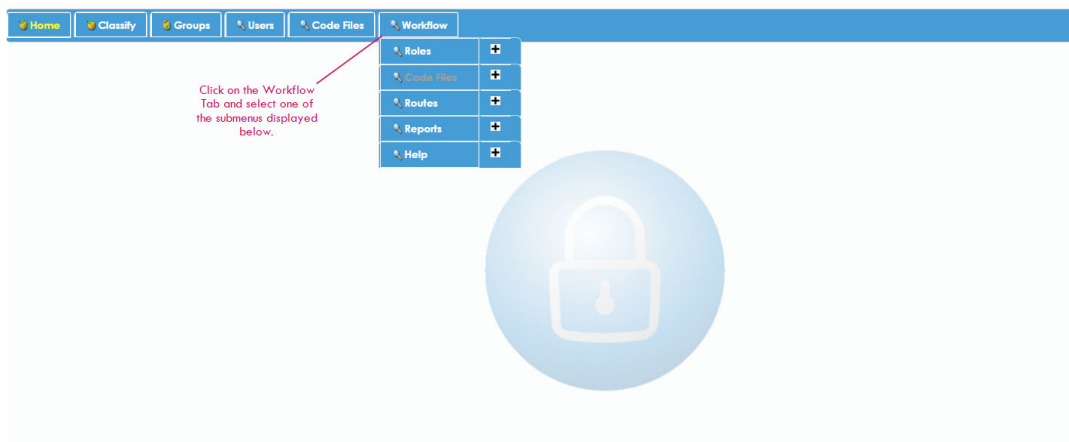 Home Classify Groups Users Code Files Workflow
Roles
Code Files
Routes
Reports
Help
Click on the Workflow
Tab and select one of
the submenus displayed
below.